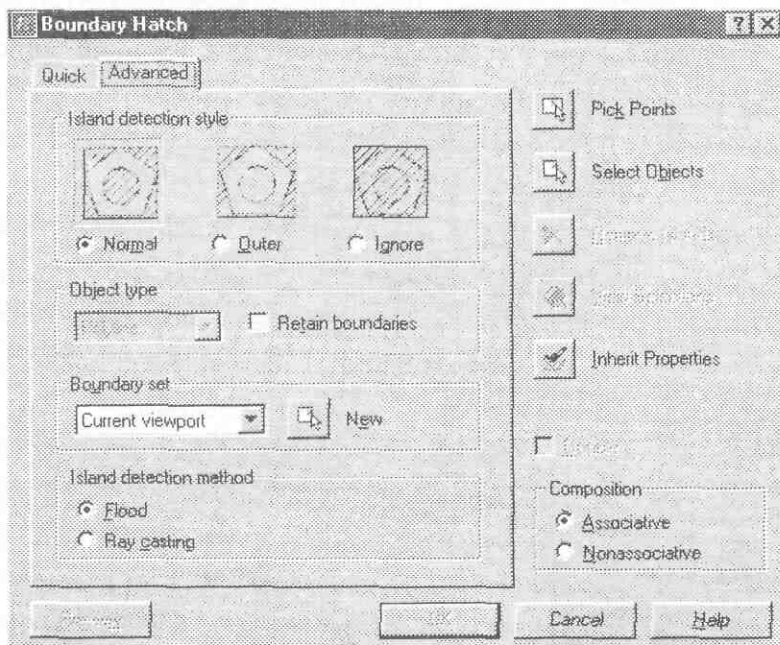 Boundary Hatch
Quick Advanced
Island detection style
Normal Outer Ignore
Object type
Retain boundaries
Boundary set
Current viewport New
Island detection method
Flood
Ray casting
Pick Points
Select Objects
Inherit Properties
Composition
Associative
Nonassociative
Cancel Help